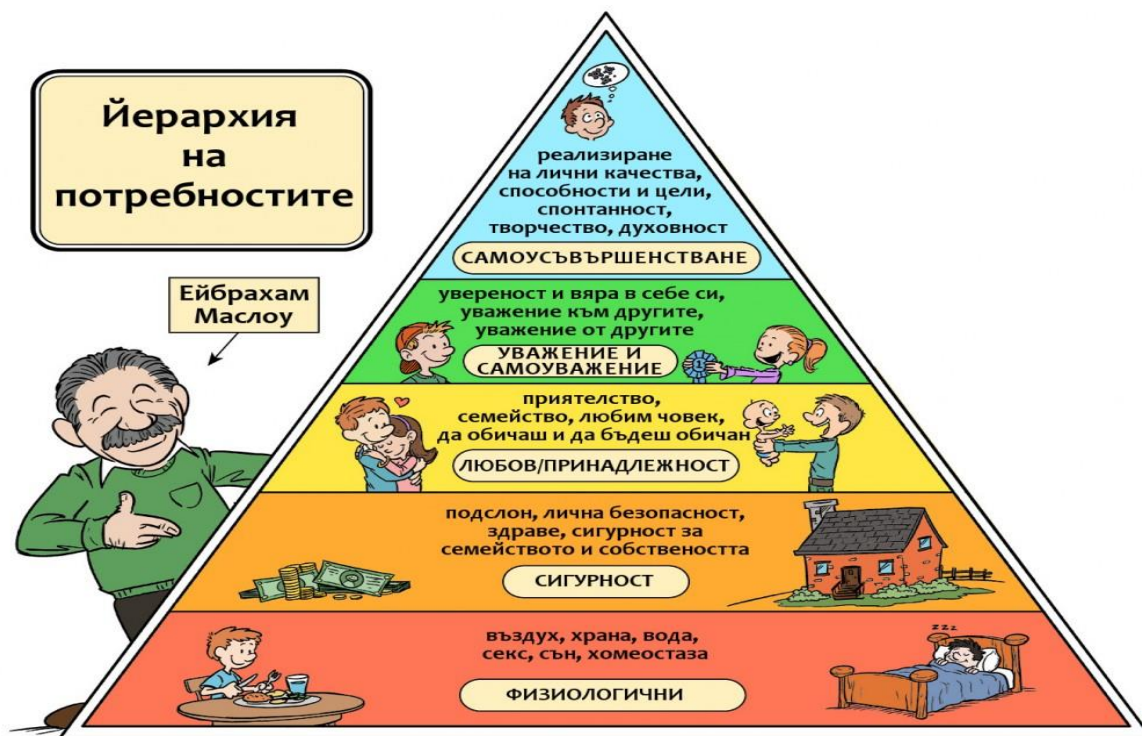 Йерархия
на
потребностите
Ейбрахам
Маслоу
реализиране
на лични качества,
способности и цели,
спонтанност,
творчество, духовност
САМОУСЪВЪРШЕНСТВАНЕ
увереност и вяра в себе си,
уважение към другите,
уважение от другите
УВАЖЕНИЕ И
САМОУВАЖЕНИЕ
1
приятелство,
семейство, любим човек,
да обичаш и да бъдеш обичан
ЛЮБОВ/ПРИНАДЛЕЖНОСТ
подслон, лична безопасност,
здраве, сигурност за
семейството и собствеността
СИГУРНОСТ
въздух, храна, вода,
секс, сън, хомеостаза
ФИЗИОЛОГИЧНИ
zzz